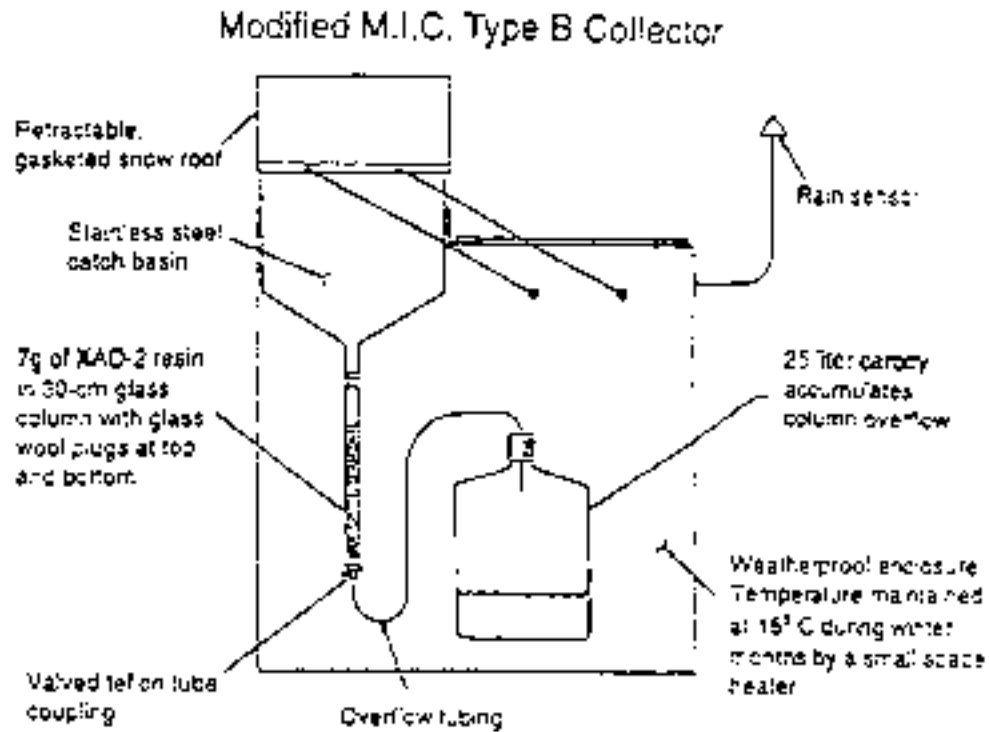 Modified M.I.C. Type B Collector
Retractable,
gasketed snow roof
Rain sensor
Stainless steel
catch basin
7g of XAD-2 resin
in 30-cm glass
column with glass
wool plugs at top
and bottom
25 liter carboy
accumulates
column overflow
Weatherproof enclosure
Temperature maintained
at 15° C during winter
months by a small space
heater
Valved teflon tube
coupling
Overflow tubing